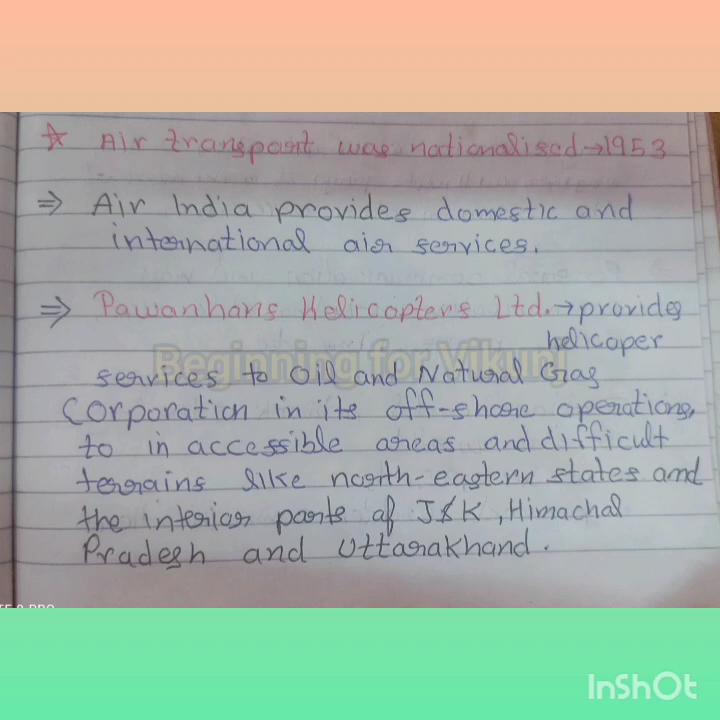 ☆ Air transport was nationalised→1953
⇒ Air India provides domestic and
international air services.
⇒ Pawanhans Helicopters Ltd.→provides
helicoper
Beginning for Vikunj
services to Oil and Natural Gas
Corporation in its off-shore operations,
to in accessible areas and difficult
terrains like north-eastern states and
the interior parts of J&K, Himachal
Pradesh and Uttarakhand.
InShOt